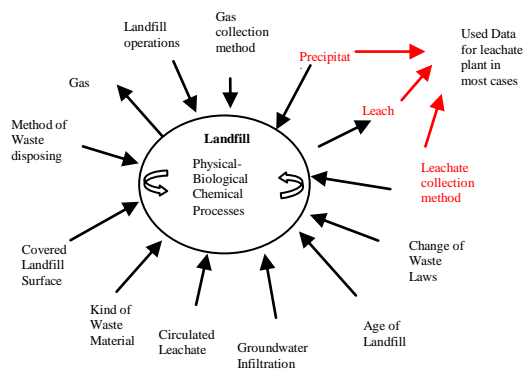 Landfill
operations
Gas
collection
method
Precipitat
Used Data
for leachate
plant in
most cases
Gas
Leach
Method of
Waste
disposing
Landfill
Physical-
Biological
Chemical
Processes
Leachate
collection
method
Covered
Landfill
Surface
Change of
Waste
Laws
Kind of
Waste
Material
Circulated
Leachate
Groundwater
Infiltration
Age of
Landfill